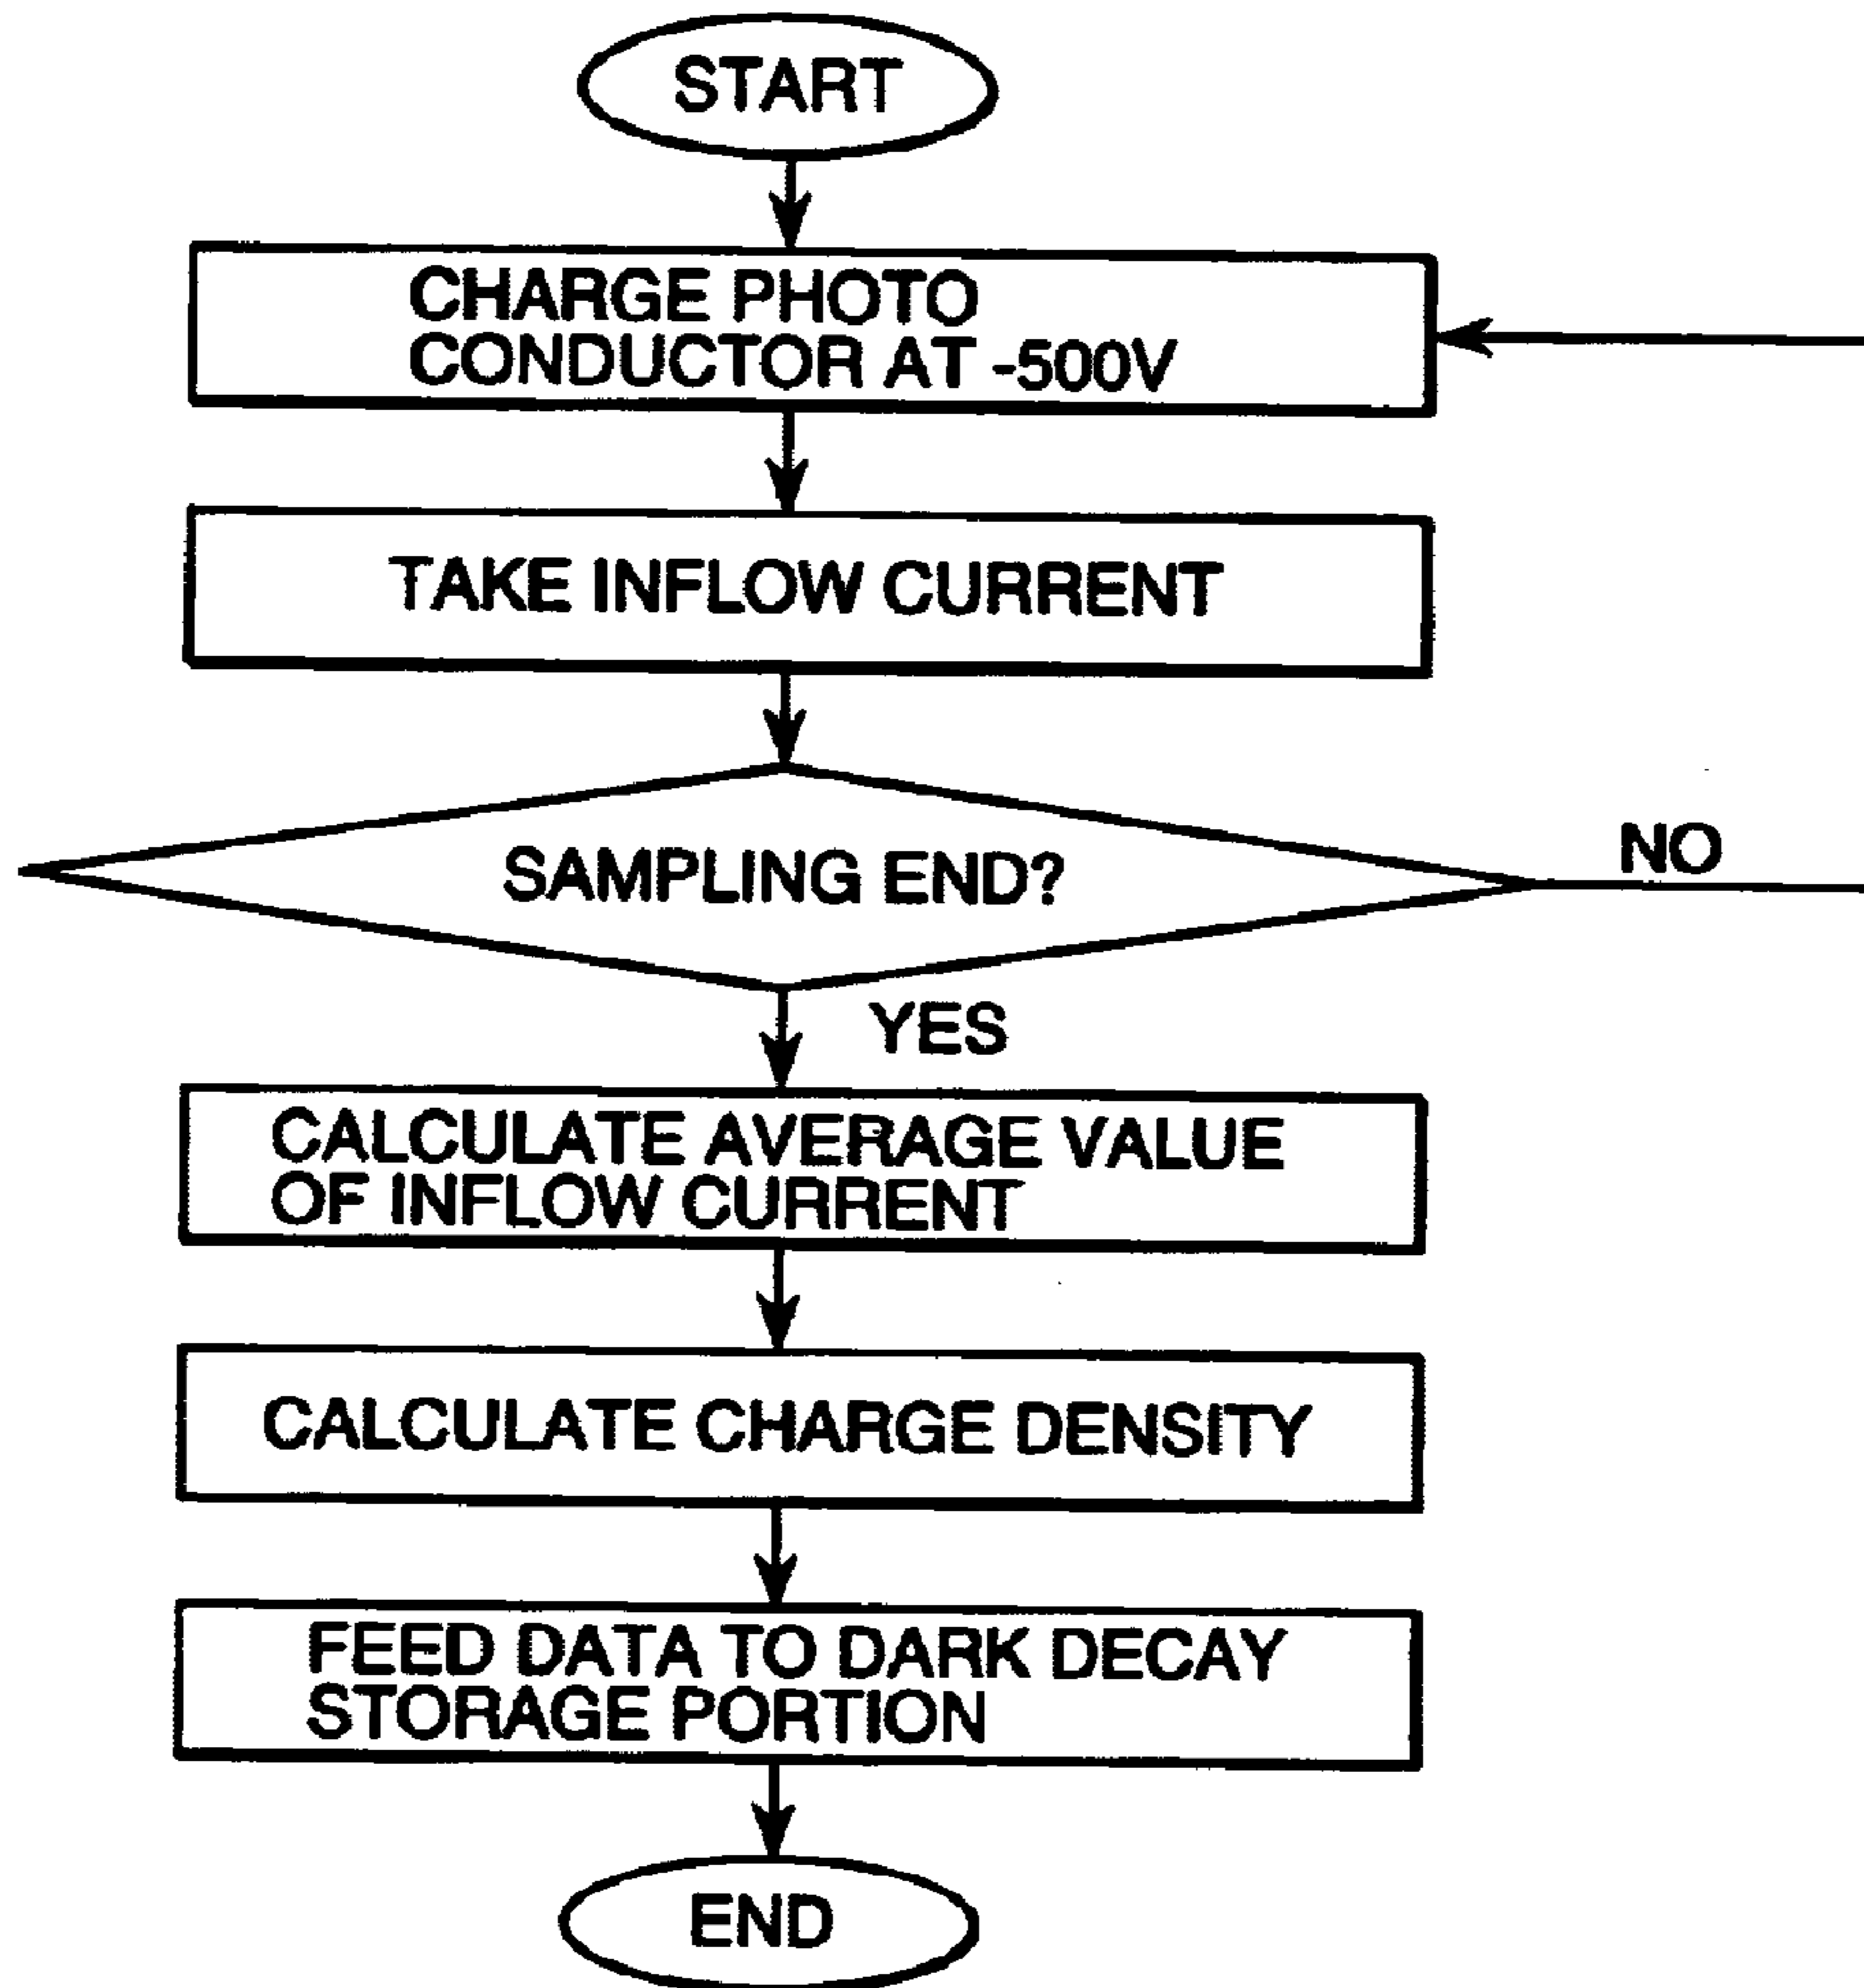 START
CHARGE PHOTO
CONDUCTOR AT -500V
TAKE INFLOW CURRENT
SAMPLING END?
NO
YES
CALCULATE AVERAGE VALUE
OF INFLOW CURRENT
CALCULATE CHARGE DENSITY
FEED DATA TO DARK DECAY
STORAGE PORTION
END